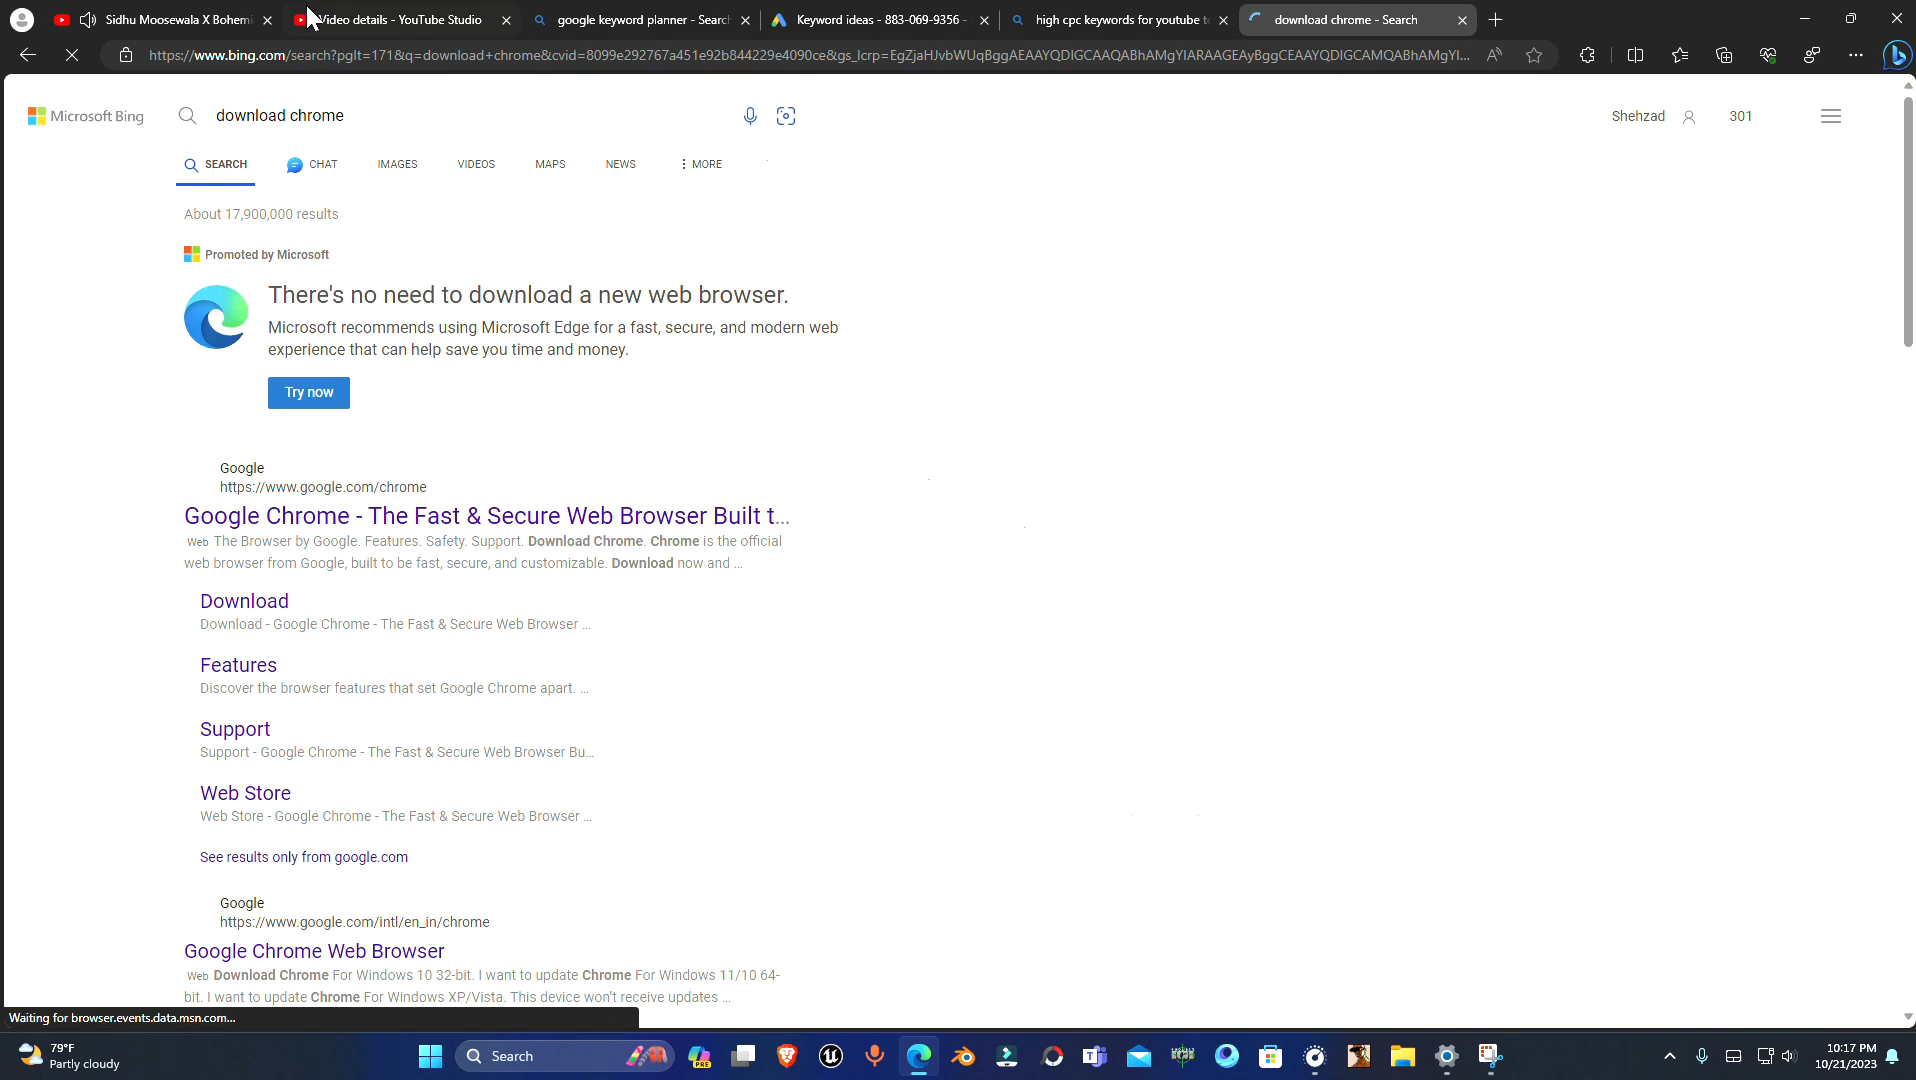 Sidhu Moosewala X Bohemi
Video details - YouTube Studio
google keyword planner - Search
Keyword ideas - 883-069-9356 -
high cpc keywords for youtube t
download chrome - Search
https://www.bing.com/search?pglt=171&q=download+chrome&cvid=8099e292767a451e92b844229e4090ce&gs_lcrp=EgZjaHJvbWUqBggAEAAYQDIGCAAQABhAMgYIARAAGEAyBggCEAAYQDIGCAMQABhAMgYI...
Microsoft Bing
download chrome
Shehzad
301
SEARCH
CHAT
IMAGES
VIDEOS
MAPS
NEWS
MORE
About 17,900,000 results
Promoted by Microsoft
There's no need to download a new web browser.
Microsoft recommends using Microsoft Edge for a fast, secure, and modern web
experience that can help save you time and money.
Try now
Google
https://www.google.com/chrome
Google Chrome - The Fast & Secure Web Browser Built t...
Web The Browser by Google. Features. Safety. Support. Download Chrome. Chrome is the official
web browser from Google, built to be fast, secure, and customizable. Download now and ...
Download
Download - Google Chrome - The Fast & Secure Web Browser ...
Features
Discover the browser features that set Google Chrome apart. ...
Support
Support - Google Chrome - The Fast & Secure Web Browser Bu...
Web Store
Web Store - Google Chrome - The Fast & Secure Web Browser ...
See results only from google.com
Google
https://www.google.com/intl/en_in/chrome
Google Chrome Web Browser
Web Download Chrome For Windows 10 32-bit. I want to update Chrome For Windows 11/10 64-
bit. I want to update Chrome For Windows XP/Vista. This device won't receive updates ...
Waiting for browser.events.data.msn.com...
79°F
Partly cloudy
Search
PRE
10:17 PM
10/21/2023